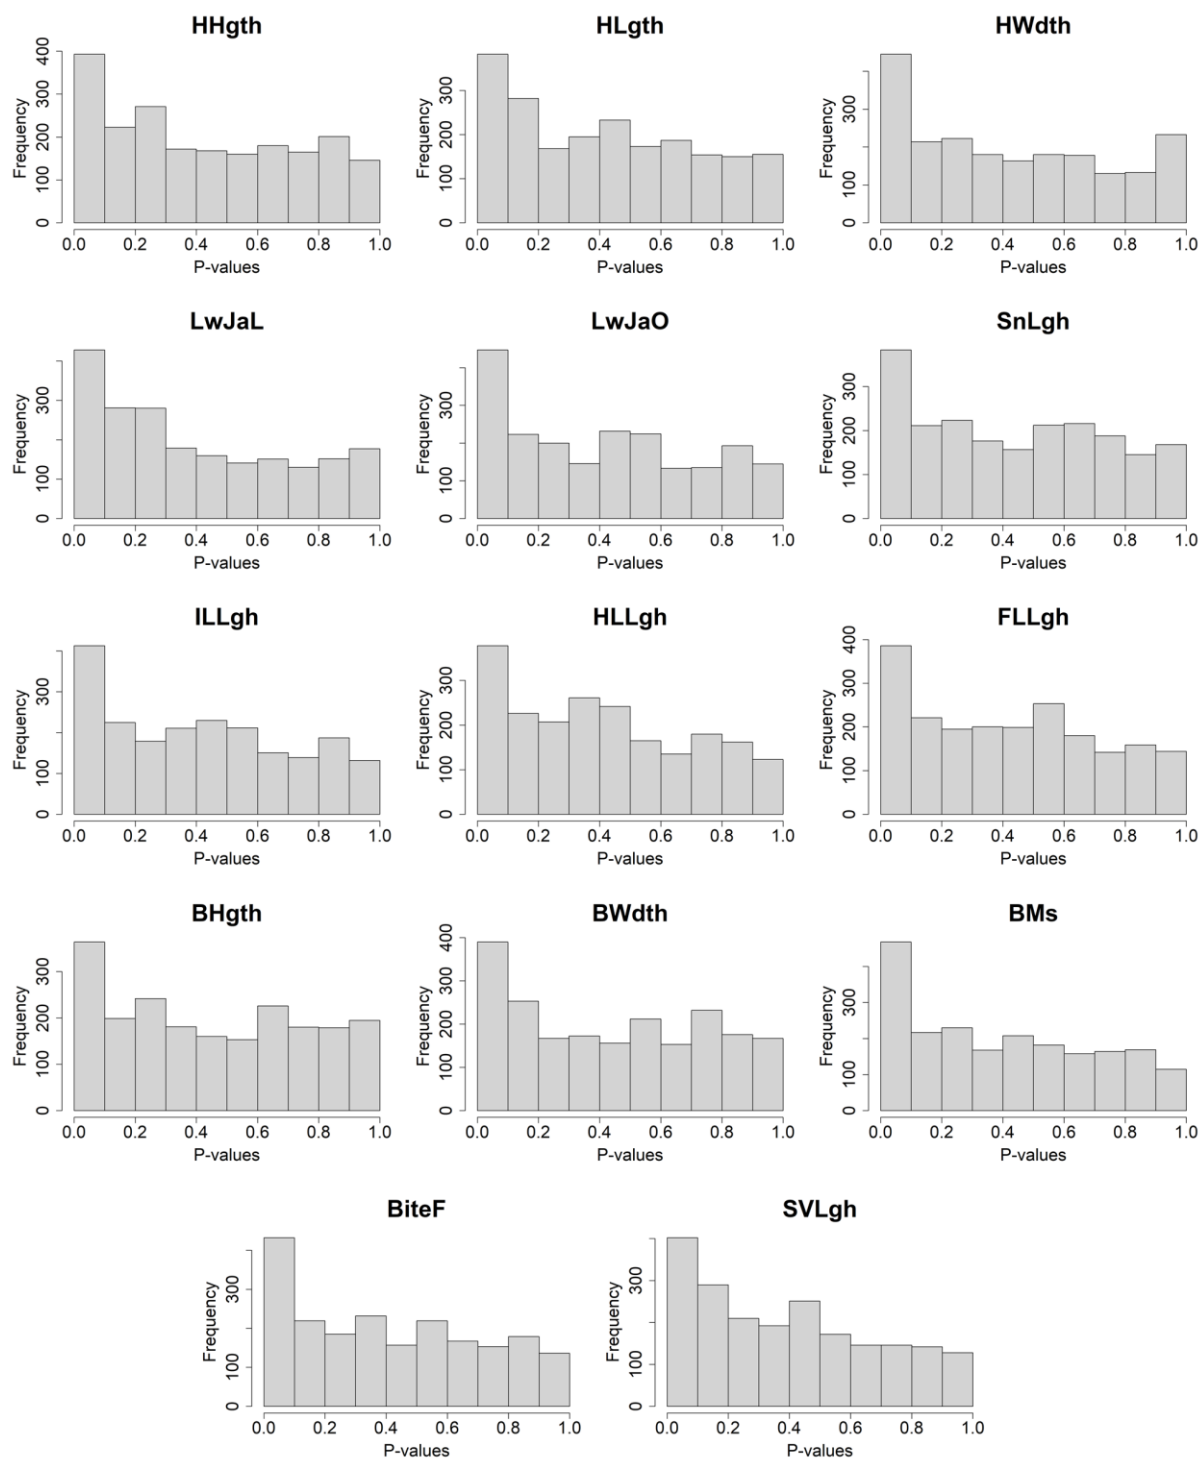 HHgth HLgth HWdth
Frequency 0 100 200 300 400 Frequency 0 100 200 300 Frequency 0 100 300
0.0 0.2 0.4 0.6 0.8 1.0 0.0 0.2 0.4 0.6 0.8 1.0 0.0 0.2 0.4 0.6 0.8 1.0
P-values P-values P-values
LwJaL LwJaO SnLgh
Frequency 0 100 300 Frequency 0 100 300 Frequency 0 100 200 300
0.0 0.2 0.4 0.6 0.8 1.0 0.0 0.2 0.4 0.6 0.8 1.0 0.0 0.2 0.4 0.6 0.8 1.0
P-values P-values P-values
ILLgh HLLgh FLLgh
Frequency 0 100 300 Frequency 0 100 200 300 Frequency 0 100 200 300 400
0.0 0.2 0.4 0.6 0.8 1.0 0.0 0.2 0.4 0.6 0.8 1.0 0.0 0.2 0.4 0.6 0.8 1.0
P-values P-values P-values
BHgth BWdth BMs
Frequency 0 100 200 300 Frequency 0 100 200 300 400 Frequency 0 100 300
0.0 0.2 0.4 0.6 0.8 1.0 0.0 0.2 0.4 0.6 0.8 1.0 0.0 0.2 0.4 0.6 0.8 1.0
P-values P-values P-values
BiteF SVLgh
Frequency 0 100 300 Frequency 0 100 300
0.0 0.2 0.4 0.6 0.8 1.0 0.0 0.2 0.4 0.6 0.8 1.0
P-values P-values